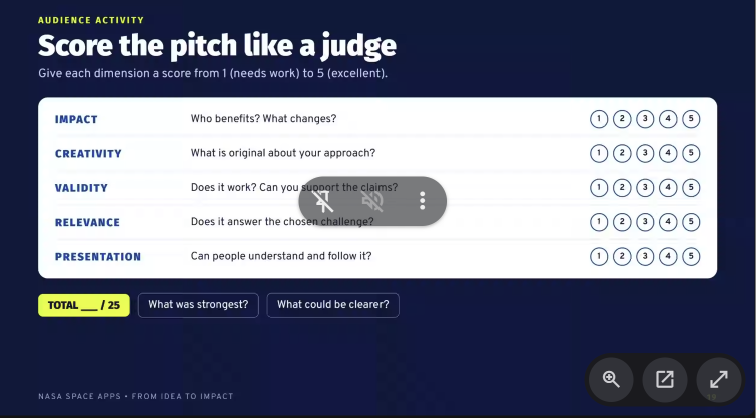 AUDIENCE ACTIVITY
Score the pitch like a judge
Give each dimension a score from 1 (needs work) to 5 (excellent).
IMPACT Who benefits? What changes? 1 2 3 4 5
CREATIVITY What is original about your approach? 1 2 3 4 5
VALIDITY Does it work? Can you support the claims? 1 2 3 4 5
RELEVANCE Does it answer the chosen challenge? 1 2 3 4 5
PRESENTATION Can people understand and follow it? 1 2 3 4 5
TOTAL ___ / 25 What was strongest? What could be clearer?
NASA SPACE APPS • FROM IDEA TO IMPACT